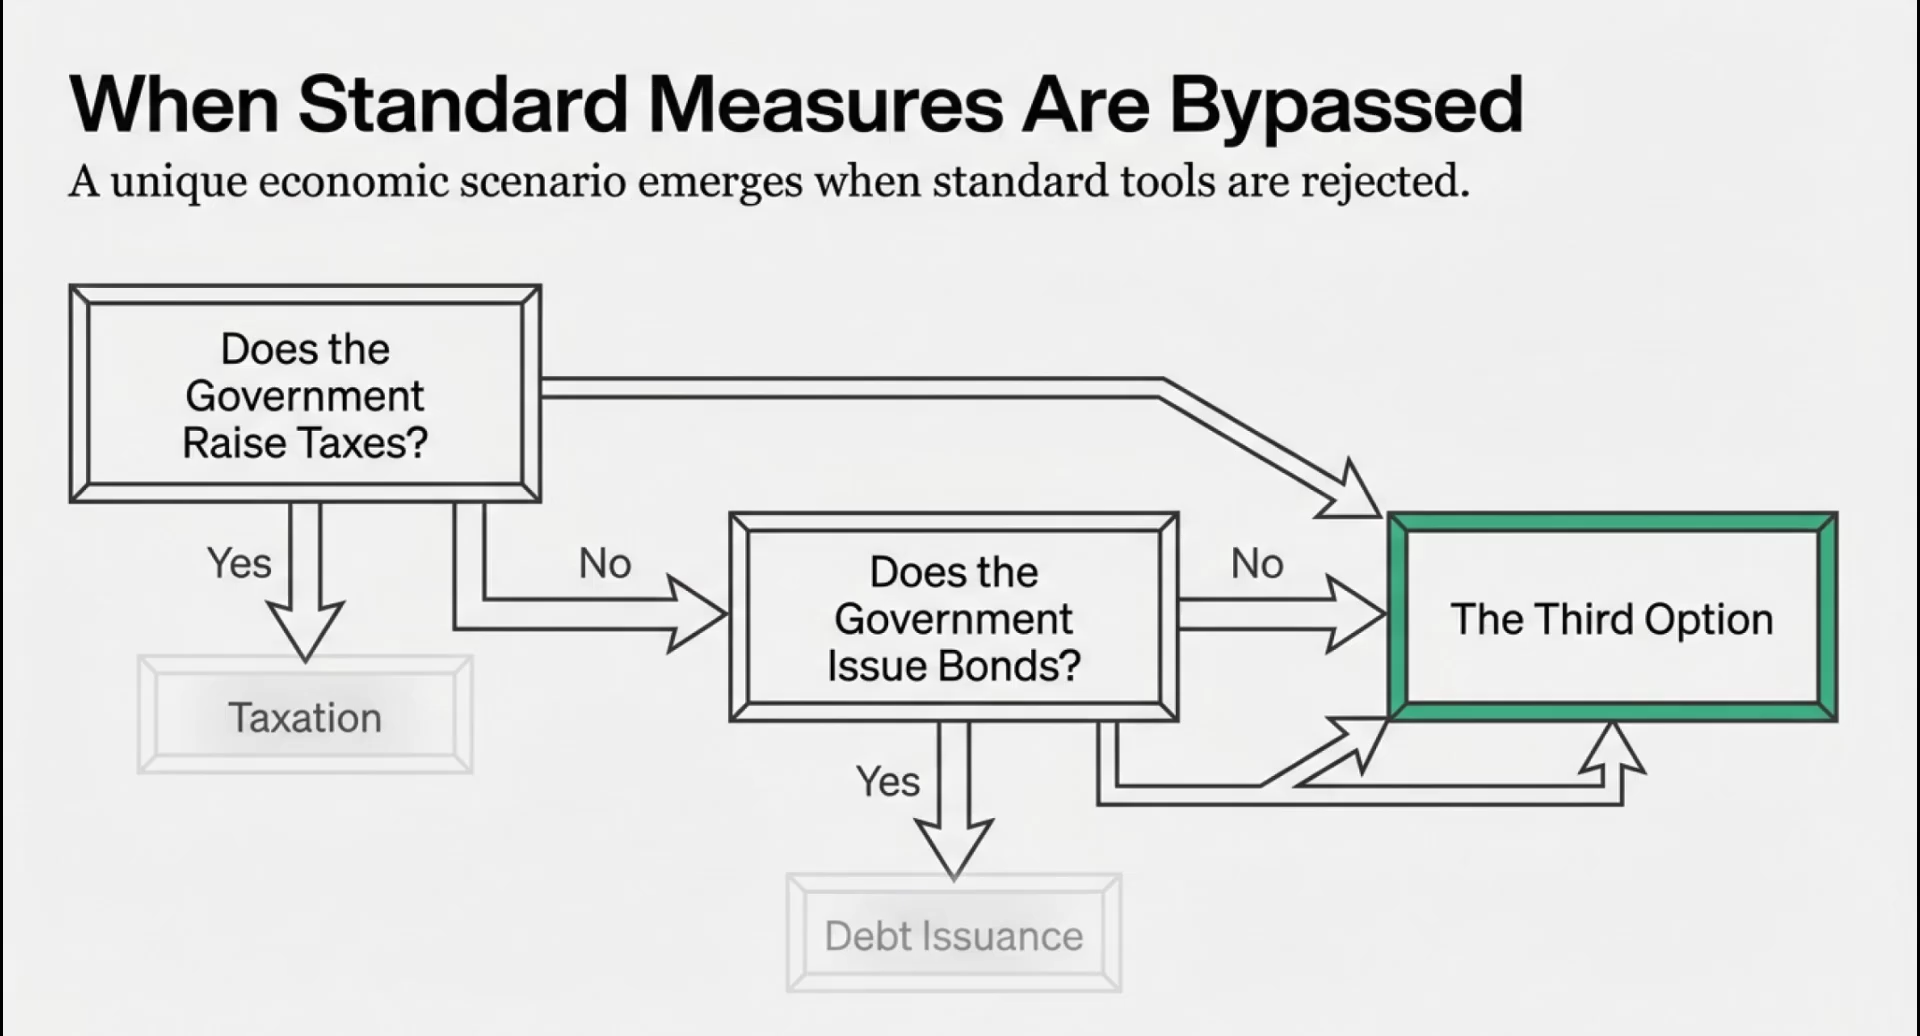 When Standard Measures Are Bypassed
A unique economic scenario emerges when standard tools are rejected.
Does the
Government
Raise Taxes?
Yes
No
Taxation
Does the
Government
Issue Bonds?
No
Yes
The Third Option
Debt Issuance